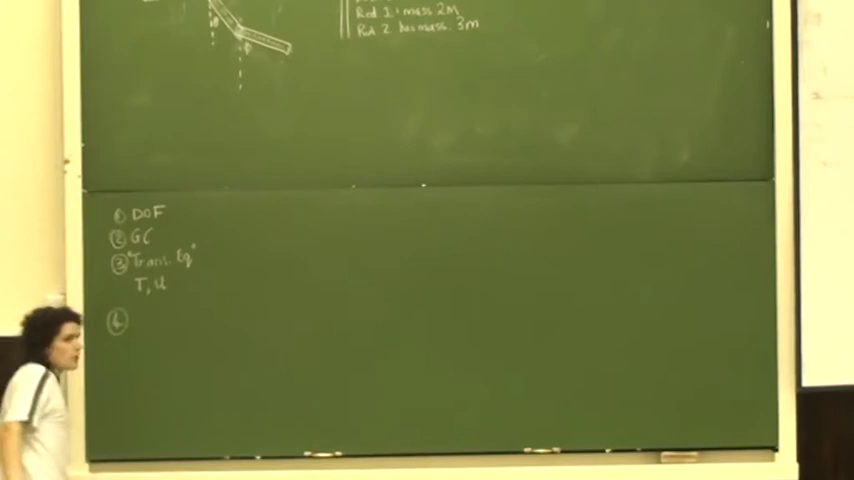 Rod 1: mass 2m
Rod 2 has mass. 3m
① DOF
② GC
③ "Trans. Eq"
T, U
④